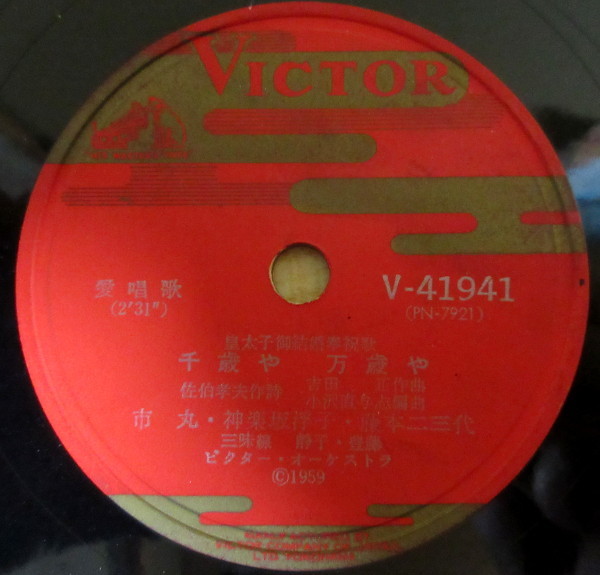 VICTOR
愛唱歌
(2'31")
V-41941
(PN-7921)
皇太子御結婚奉祝歌
千歳や 万歳や
佐伯孝夫作詩
吉田 正作曲
小沢直与志編曲
市丸・神楽坂浮子・藤本二三代
三味線 静子・豊藤
ビクター・オーケストラ
©1959